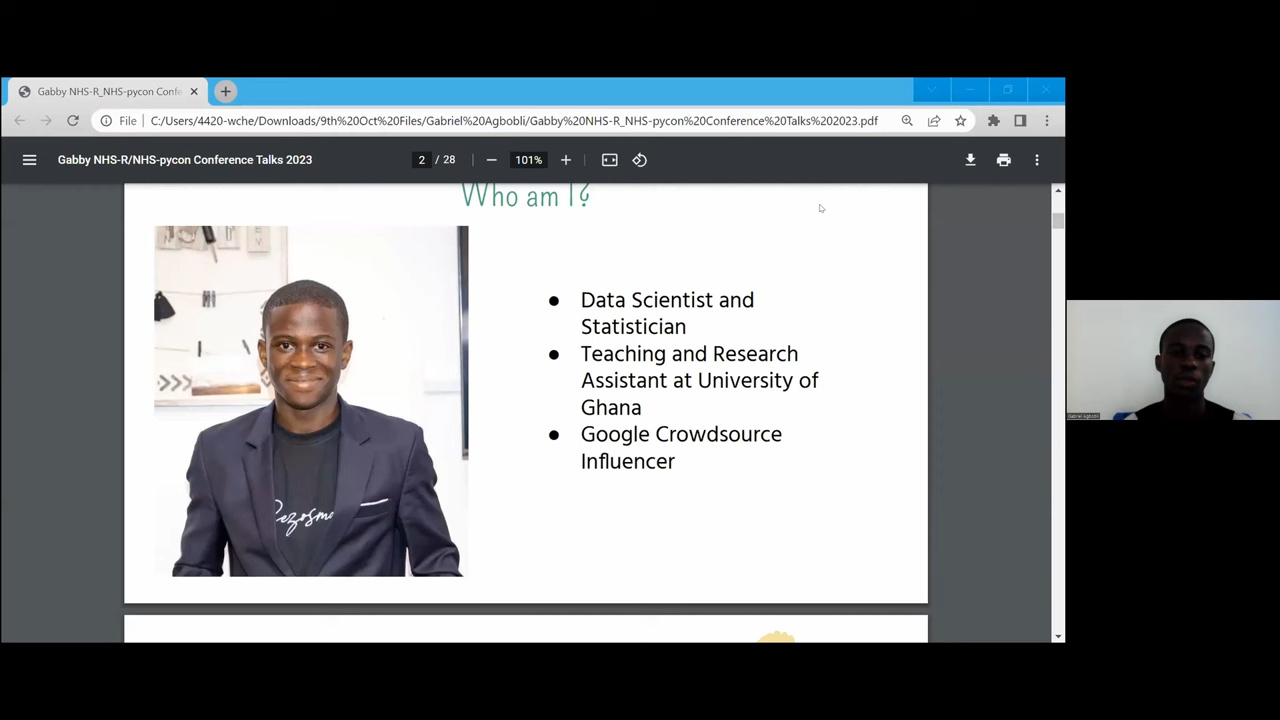 Gabby NHS-R_NHS-pycon Confe
File
C:/Users/4420-wche/Downloads/9th%20Oct%20Files/Gabriel%20Agbobli/Gabby%20NHS-R_NHS-pycon%20Conference%20Talks%202023.pdf
Gabby NHS-R/NHS-pycon Conference Talks 2023
2 / 28
101%
Who am I?
● Data Scientist and
Statistician
● Teaching and Research
Assistant at University of
Ghana
● Google Crowdsource
Influencer
Gabriel Agbobli